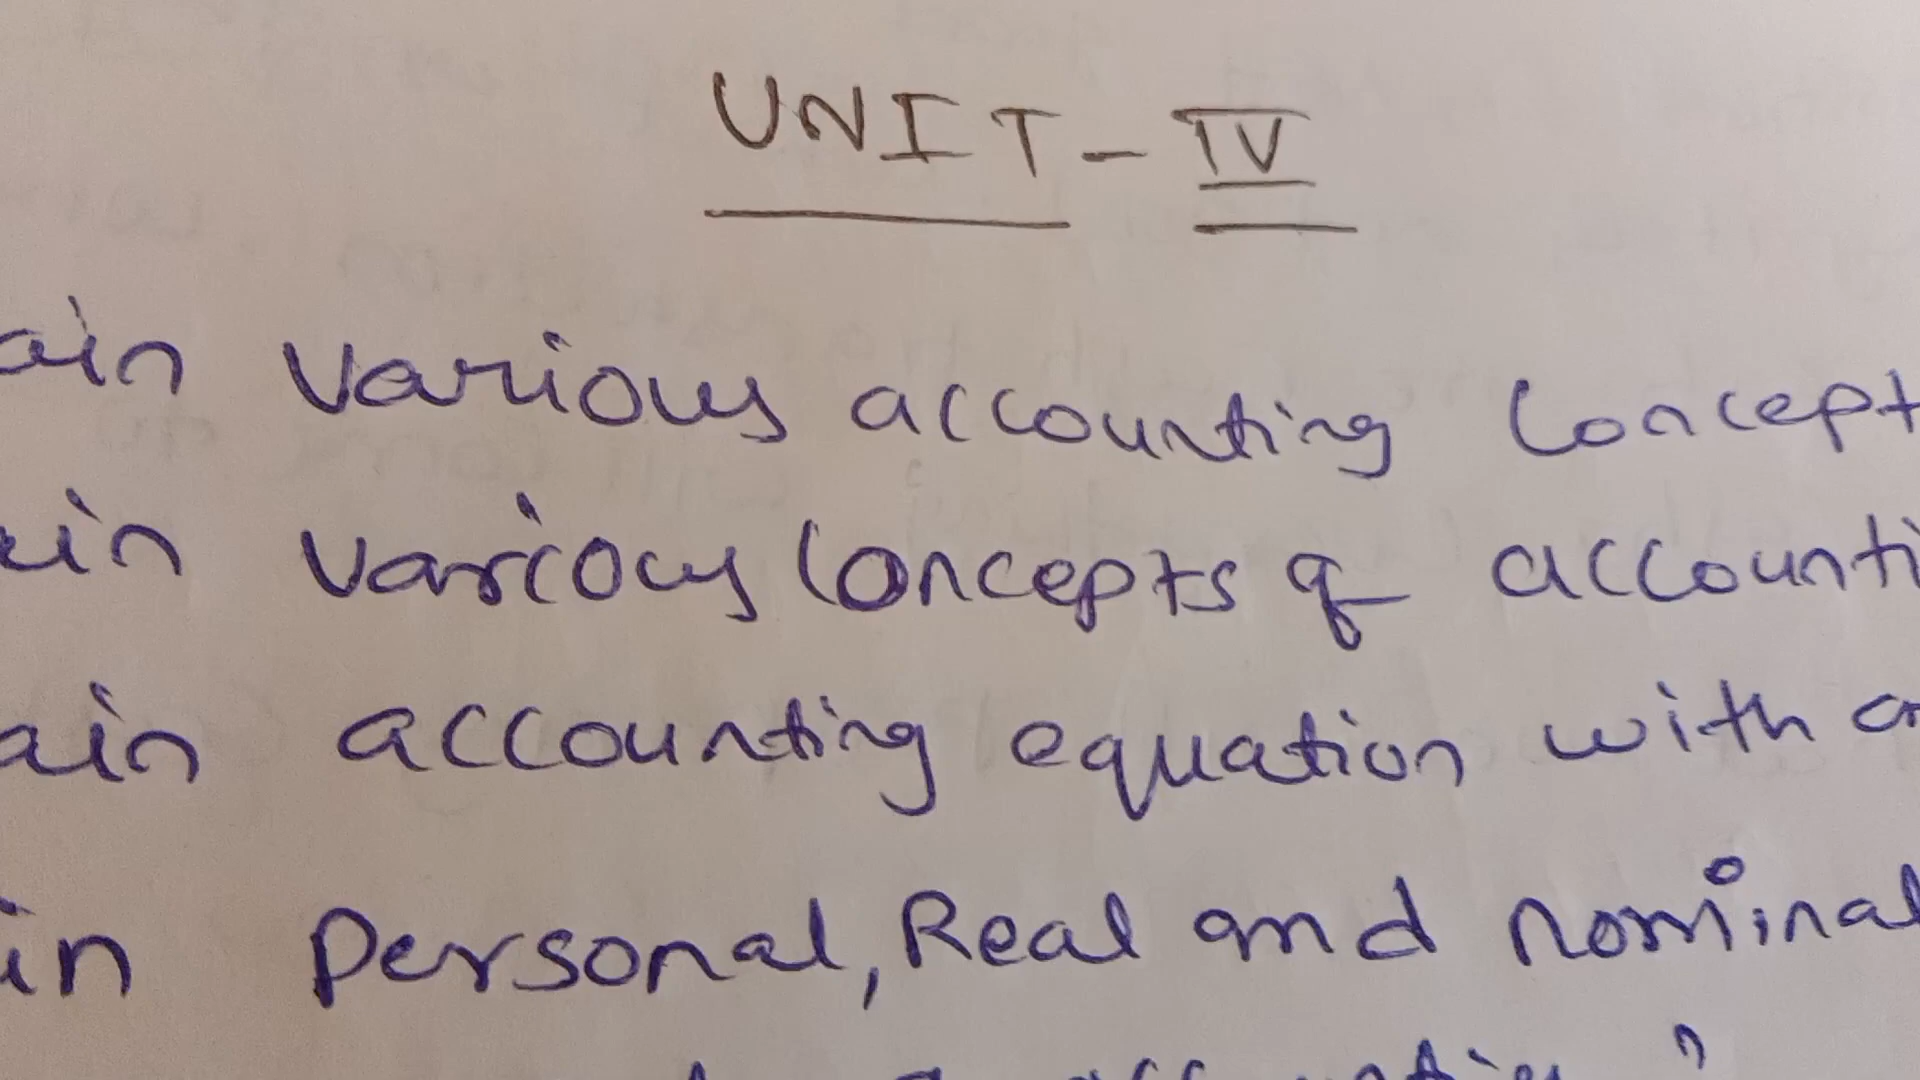 UNIT - IV
ain various accounting concept
ain various concepts of accounti
ain accounting equation with an
in Personal, Real and nominal